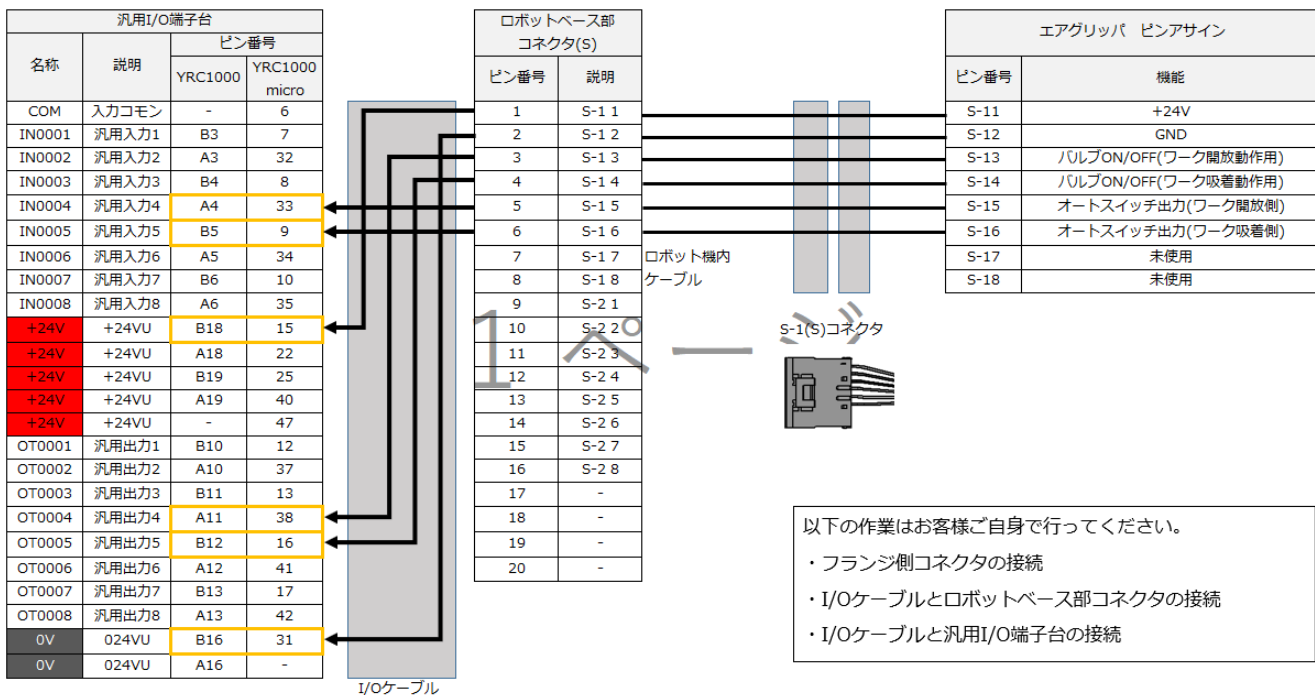 汎用I/O端子台
名称 説明 ピン番号
YRC1000 YRC1000 micro
COM 入力コモン - 6
IN0001 汎用入力1 B3 7
IN0002 汎用入力2 A3 32
IN0003 汎用入力3 B4 8
IN0004 汎用入力4 A4 33
IN0005 汎用入力5 B5 9
IN0006 汎用入力6 A5 34
IN0007 汎用入力7 B6 10
IN0008 汎用入力8 A6 35
+24V +24VU B18 15
+24V +24VU A18 22
+24V +24VU B19 25
+24V +24VU A19 40
+24V +24VU - 47
OT0001 汎用出力1 B10 12
OT0002 汎用出力2 A10 37
OT0003 汎用出力3 B11 13
OT0004 汎用出力4 A11 38
OT0005 汎用出力5 B12 16
OT0006 汎用出力6 A12 41
OT0007 汎用出力7 B13 17
OT0008 汎用出力8 A13 42
0V 024VU B16 31
0V 024VU A16 -
I/Oケーブル
ロボットベース部
コネクタ(S)
ピン番号 説明
1 S-1 1
2 S-1 2
3 S-1 3
4 S-1 4
5 S-1 5
6 S-1 6
7 S-1 7
8 S-1 8
9 S-2 1
10 S-2 2
11 S-2 3
12 S-2 4
13 S-2 5
14 S-2 6
15 S-2 7
16 S-2 8
17 -
18 -
19 -
20 -
ロボット機内
ケーブル
1 ページ
エアグリッパ ピンアサイン
ピン番号 機能
S-11 +24V
S-12 GND
S-13 バルブON/OFF(ワーク開放動作用)
S-14 バルブON/OFF(ワーク吸着動作用)
S-15 オートスイッチ出力(ワーク開放側)
S-16 オートスイッチ出力(ワーク吸着側)
S-17 未使用
S-18 未使用
S-1(S)コネクタ
以下の作業はお客様ご自身で行ってください。
・フランジ側コネクタの接続
・I/Oケーブルとロボットベース部コネクタの接続
・I/Oケーブルと汎用I/O端子台の接続